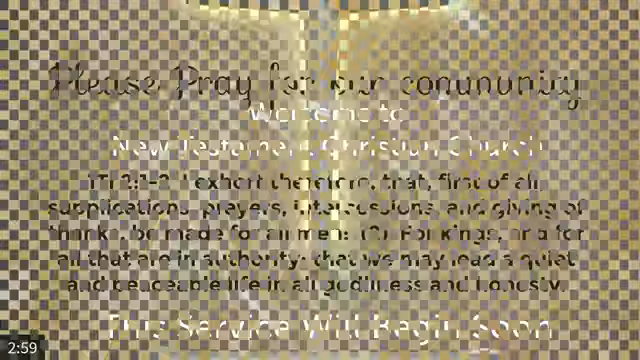 Please Pray for our community
Welcome to
New Testament Christian Church
1Ti 2:1-2 I exhort therefore, that, first of all,
supplications, prayers, intercessions, and giving of
thanks, be made for all men; (2) For kings, and for
all that are in authority; that we may lead a quiet
and peaceable life in all godliness and honesty.
This Service Will Begin Soon
2:59